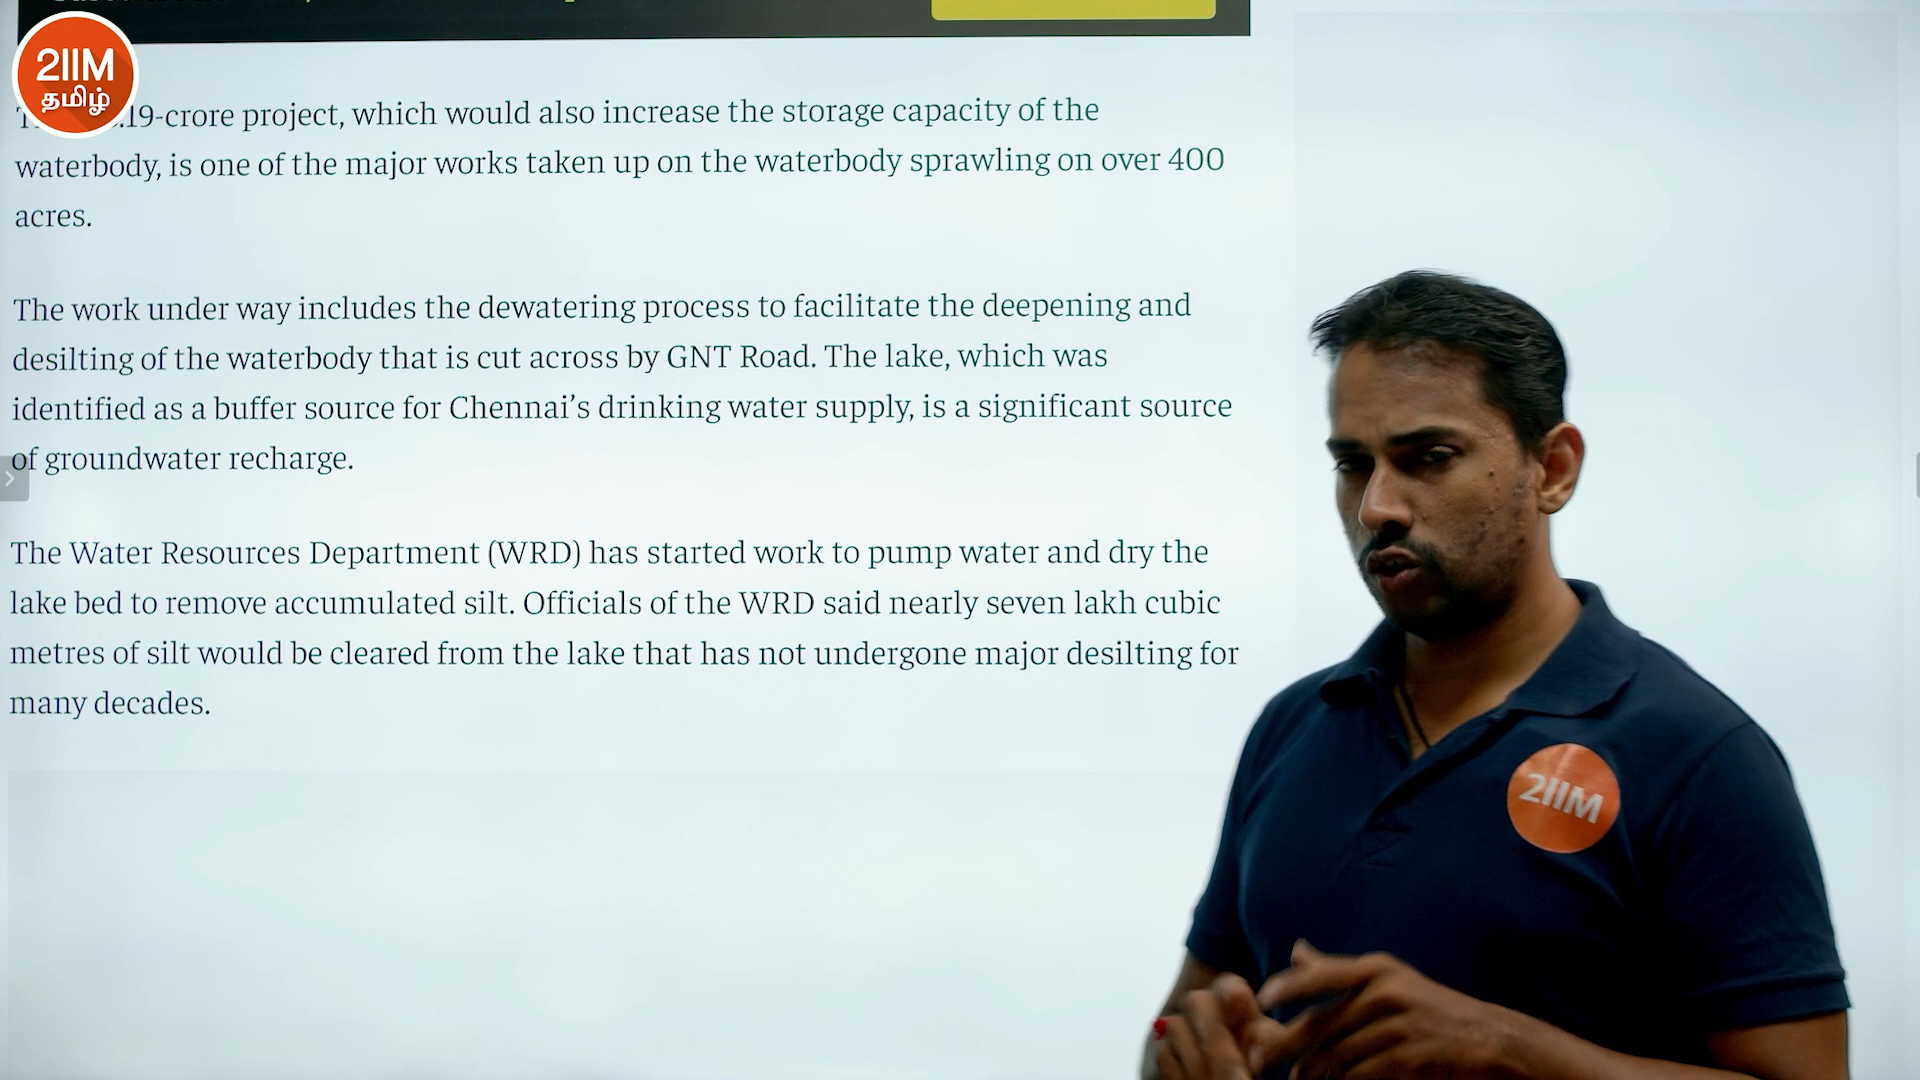 2IIM
தமிழ்
.19-crore project, which would also increase the storage capacity of the
waterbody, is one of the major works taken up on the waterbody sprawling on over 400
acres.
The work under way includes the dewatering process to facilitate the deepening and
desilting of the waterbody that is cut across by GNT Road. The lake, which was
identified as a buffer source for Chennai’s drinking water supply, is a significant source
of groundwater recharge.
The Water Resources Department (WRD) has started work to pump water and dry the
lake bed to remove accumulated silt. Officials of the WRD said nearly seven lakh cubic
metres of silt would be cleared from the lake that has not undergone major desilting for
many decades.
2IIM